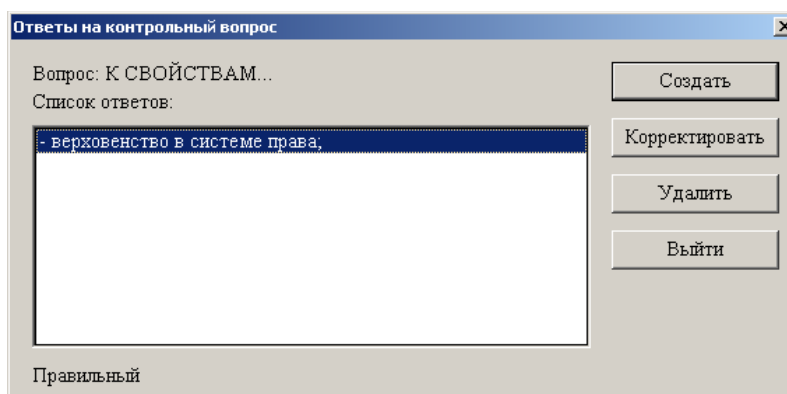 Ответы на контрольный вопрос
Вопрос: К СВОЙСТВАМ...
Список ответов:
- верховенство в системе права;
Создать
Корректировать
Удалить
Выйти
Правильный